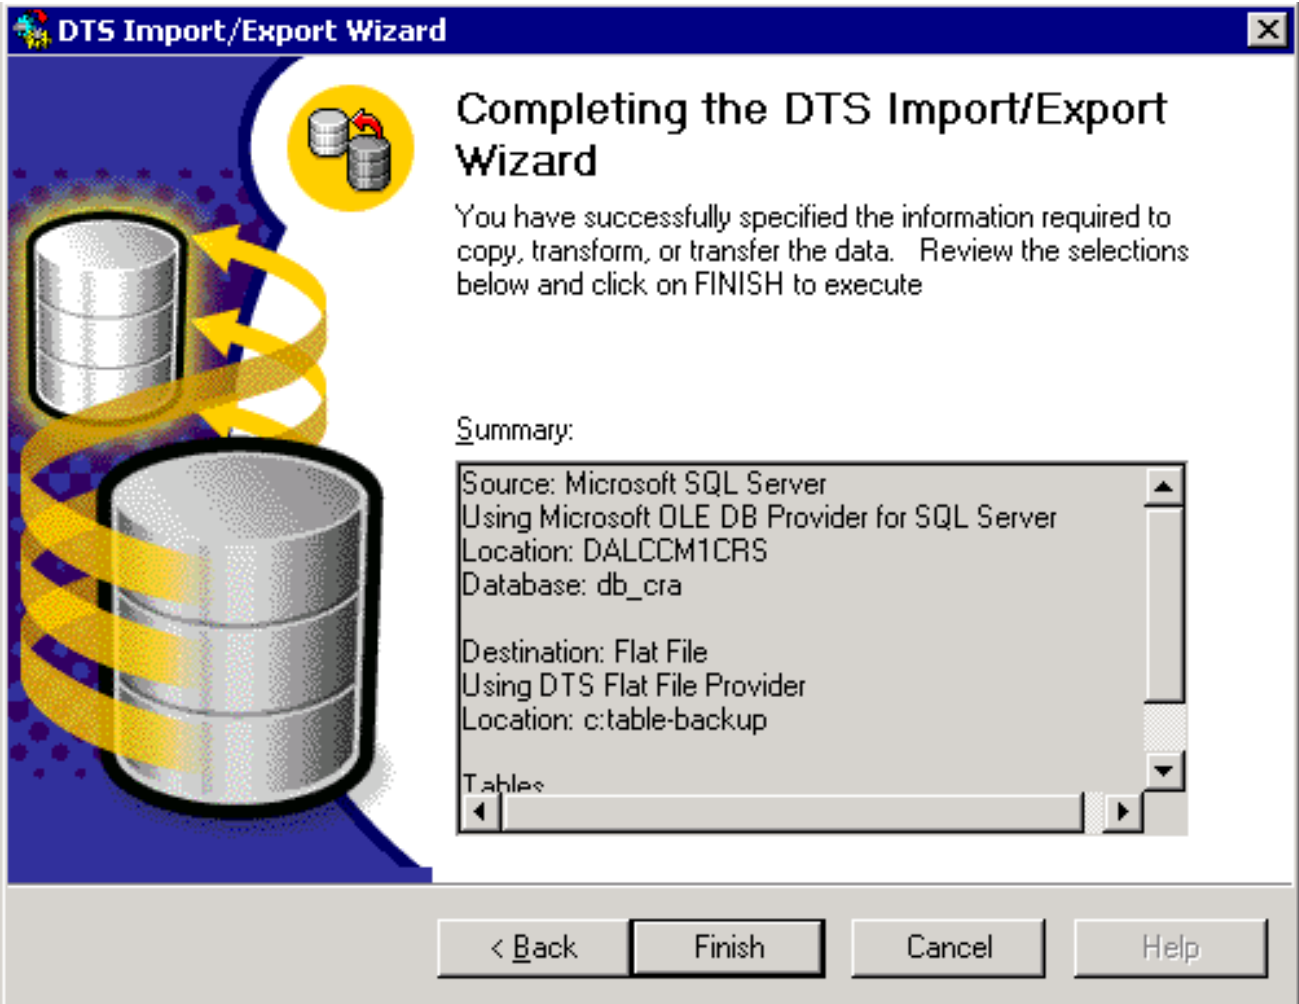 DTS Import/Export Wizard
Completing the DTS Import/Export
Wizard
You have successfully specified the information required to
copy, transform, or transfer the data.   Review the selections
below and click on FINISH to execute
Summary:
Source: Microsoft SQL Server
Using Microsoft OLE DB Provider for SQL Server
Location: DALCCM1CRS
Database: db_cra
Destination: Flat File
Using DTS Flat File Provider
Location: c:table-backup
Tables
< Back
Finish
Cancel
Help